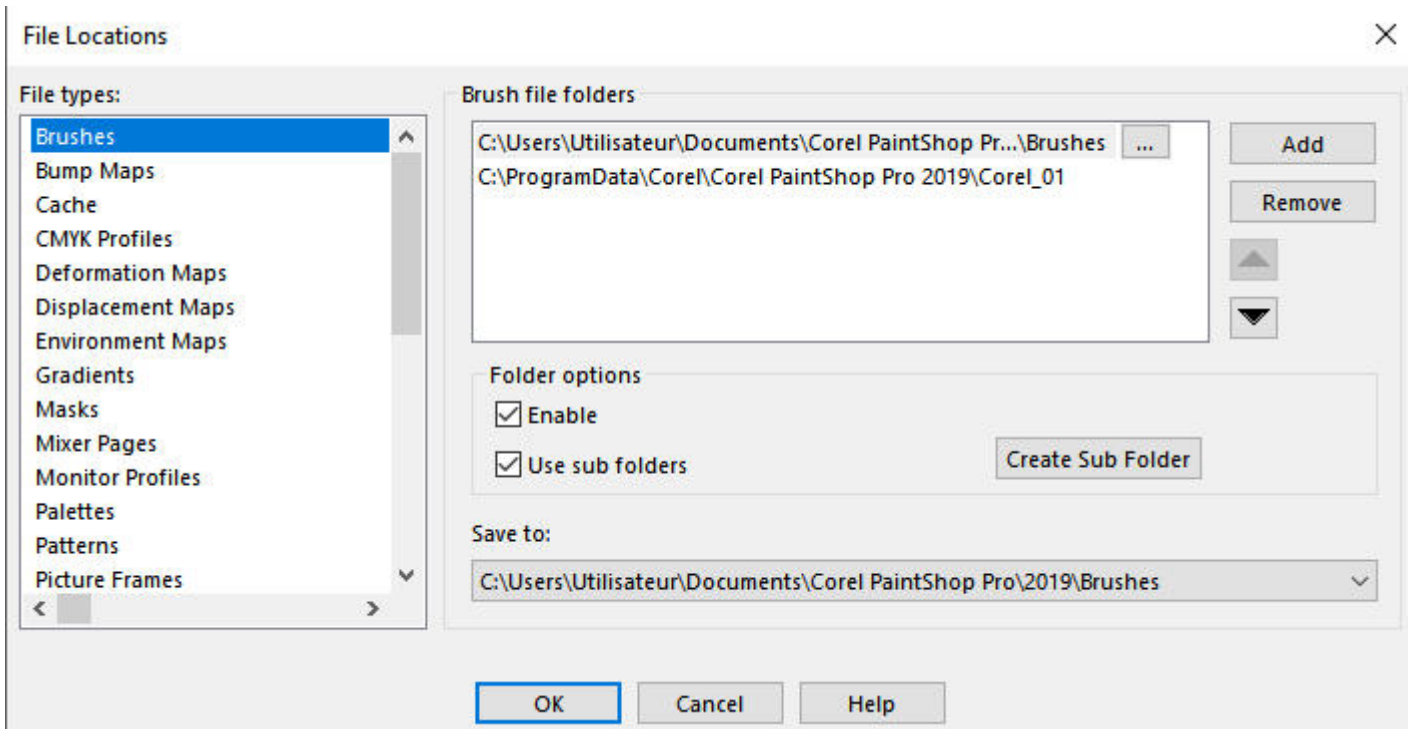 File Locations
File types:
Brushes
Bump Maps
Cache
CMYK Profiles
Deformation Maps
Displacement Maps
Environment Maps
Gradients
Masks
Mixer Pages
Monitor Profiles
Palettes
Patterns
Picture Frames
Brush file folders
C:\Users\Utilisateur\Documents\Corel PaintShop Pr...\Brushes ...
C:\ProgramData\Corel\Corel PaintShop Pro 2019\Corel_01
Add
Remove
Folder options
Enable
Use sub folders
Create Sub Folder
Save to:
C:\Users\Utilisateur\Documents\Corel PaintShop Pro\2019\Brushes
OK Cancel Help